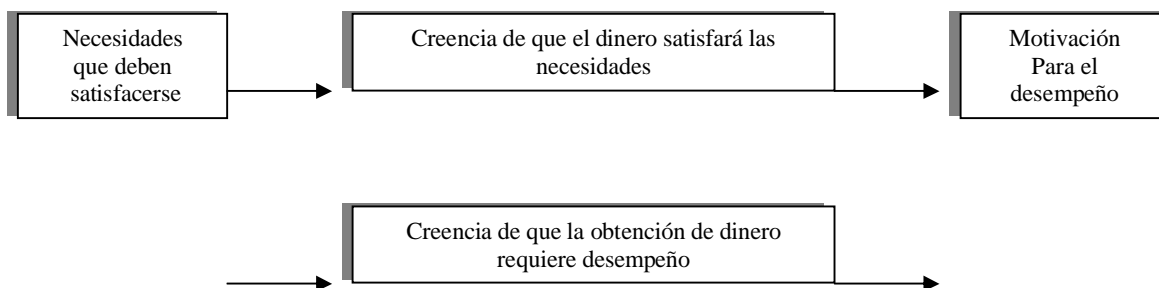 Necesidades
que deben
satisfacerse
Creencia de que el dinero satisfará las
necesidades
Motivación
Para el
desempeño
Creencia de que la obtención de dinero
requiere desempeño